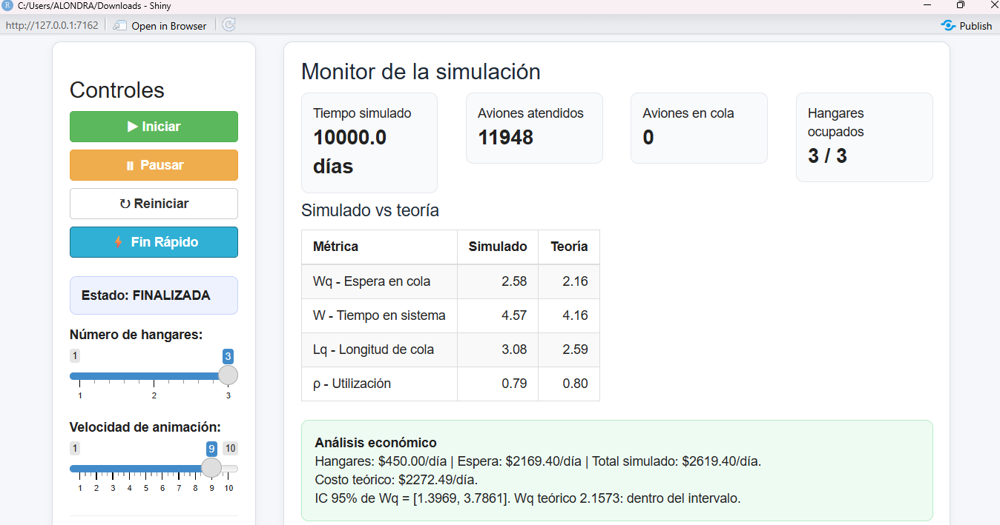 C:/Users/ALONDRA/Downloads - Shiny
http://127.0.0.1:7162 Open in Browser Publish
Controles
▶ Iniciar
⏸ Pausar
↻ Reiniciar
⚡ Fin Rápido
Estado: FINALIZADA
Número de hangares:
1 3
1 2 3
Velocidad de animación:
1 9 10
1 2 3 4 5 6 7 8 9 10
Monitor de la simulación
Tiempo simulado
10000.0
días
Aviones atendidos
11948
Aviones en cola
0
Hangares
ocupados
3 / 3
Simulado vs teoría
Métrica Simulado Teoría
Wq - Espera en cola 2.58 2.16
W - Tiempo en sistema 4.57 4.16
Lq - Longitud de cola 3.08 2.59
ρ - Utilización 0.79 0.80
Análisis económico
Hangares: $450.00/día | Espera: $2169.40/día | Total simulado: $2619.40/día.
Costo teórico: $2272.49/día.
IC 95% de Wq = [1.3969, 3.7861]. Wq teórico 2.1573: dentro del intervalo.